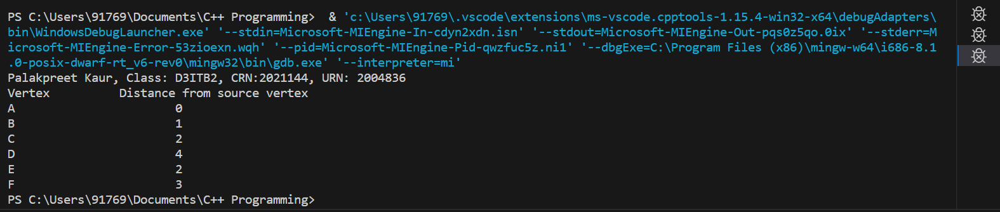 PS C:\Users\91769\Documents\C++ Programming>  & 'c:\Users\91769\.vscode\extensions\ms-vscode.cpptools-1.15.4-win32-x64\debugAdapters\
bin\WindowsDebugLauncher.exe' '--stdin=Microsoft-MIEngine-In-cdyn2xdn.isn' '--stdout=Microsoft-MIEngine-Out-pqs0z5qo.0ix' '--stderr=M
icrosoft-MIEngine-Error-53zioexn.wqh' '--pid=Microsoft-MIEngine-Pid-qwzfuc5z.ni1' '--dbgExe=C:\Program Files (x86)\mingw-w64\i686-8.1
.0-posix-dwarf-rt_v6-rev0\mingw32\bin\gdb.exe' '--interpreter=mi'
Palakpreet Kaur, Class: D3ITB2, CRN:2021144, URN: 2004836
Vertex          Distance from source vertex
A                       0
B                       1
C                       2
D                       4
E                       2
F                       3
PS C:\Users\91769\Documents\C++ Programming>